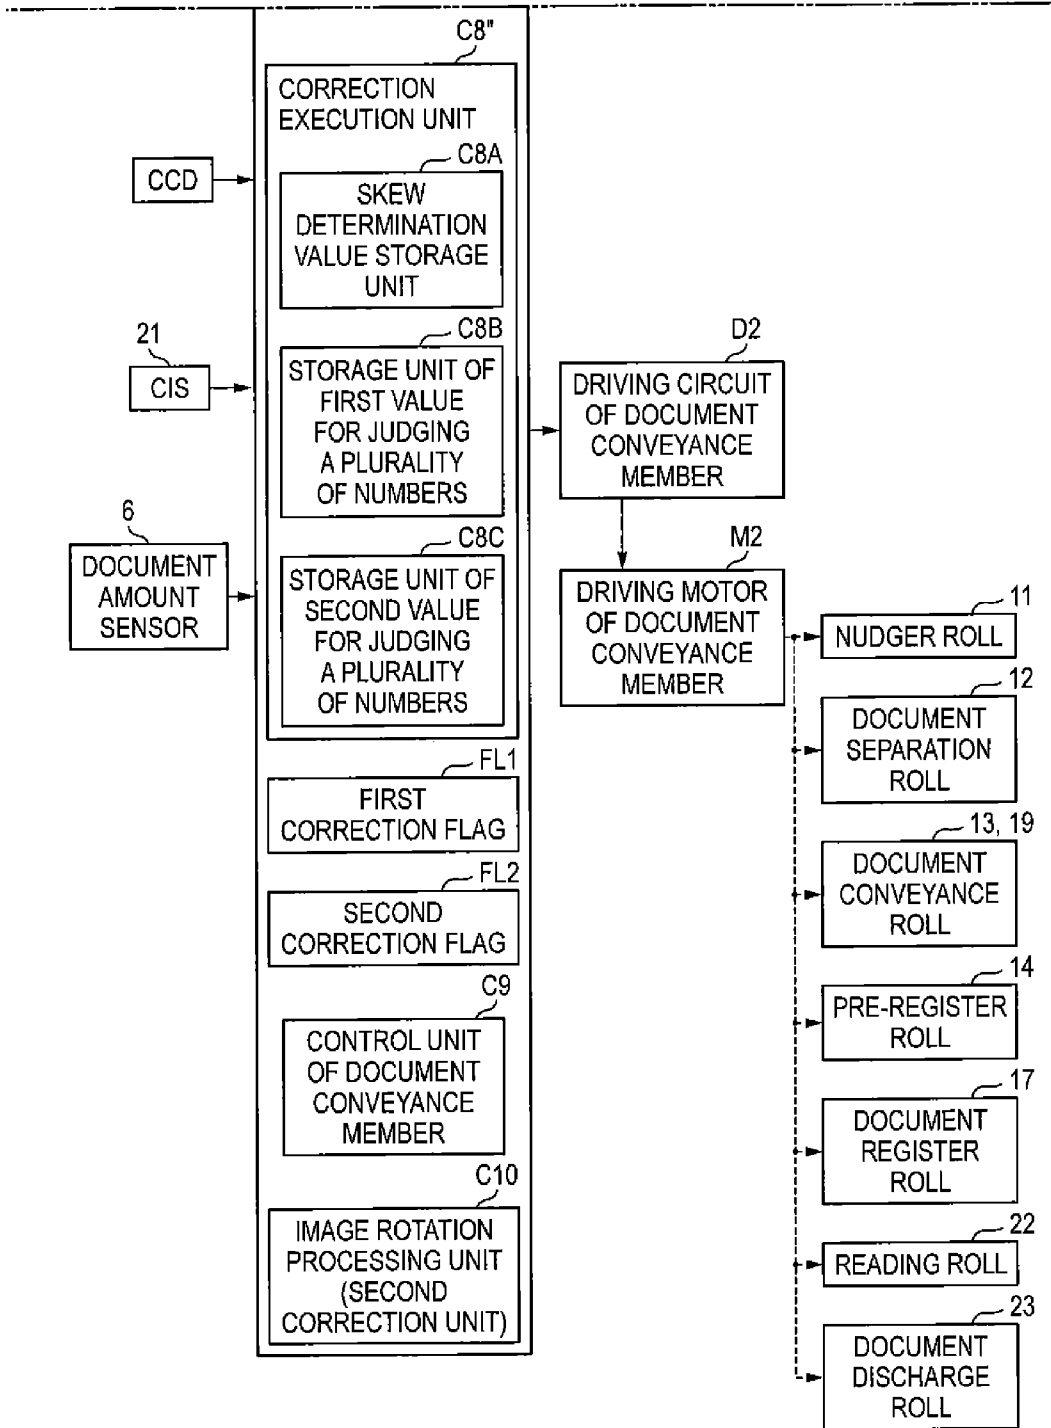 C8"
CORRECTION
EXECUTION UNIT
C8A
SKEW
DETERMINATION
VALUE STORAGE
UNIT
C8B
STORAGE UNIT OF
FIRST VALUE
FOR JUDGING
A PLURALITY
OF NUMBERS
C8C
STORAGE UNIT OF
SECOND VALUE
FOR JUDGING
A PLURALITY
OF NUMBERS
FL1
FIRST
CORRECTION FLAG
FL2
SECOND
CORRECTION FLAG
C9
CONTROL UNIT
OF DOCUMENT
CONVEYANCE
MEMBER
C10
IMAGE ROTATION
PROCESSING UNIT
(SECOND
CORRECTION UNIT)
CCD
21
CIS
6
DOCUMENT
AMOUNT
SENSOR
D2
DRIVING CIRCUIT
OF DOCUMENT
CONVEYANCE
MEMBER
M2
DRIVING MOTOR
OF DOCUMENT
CONVEYANCE
MEMBER
11
NUDGER ROLL
12
DOCUMENT
SEPARATION
ROLL
13, 19
DOCUMENT
CONVEYANCE
ROLL
14
PRE-REGISTER
ROLL
17
DOCUMENT
REGISTER
ROLL
22
READING ROLL
23
DOCUMENT
DISCHARGE
ROLL